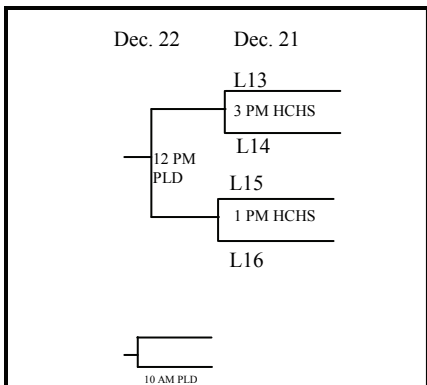 Dec. 22 Dec. 21
L13
3 PM HCHS
L14
12 PM
PLD
L15
1 PM HCHS
L16
10 AM PLD